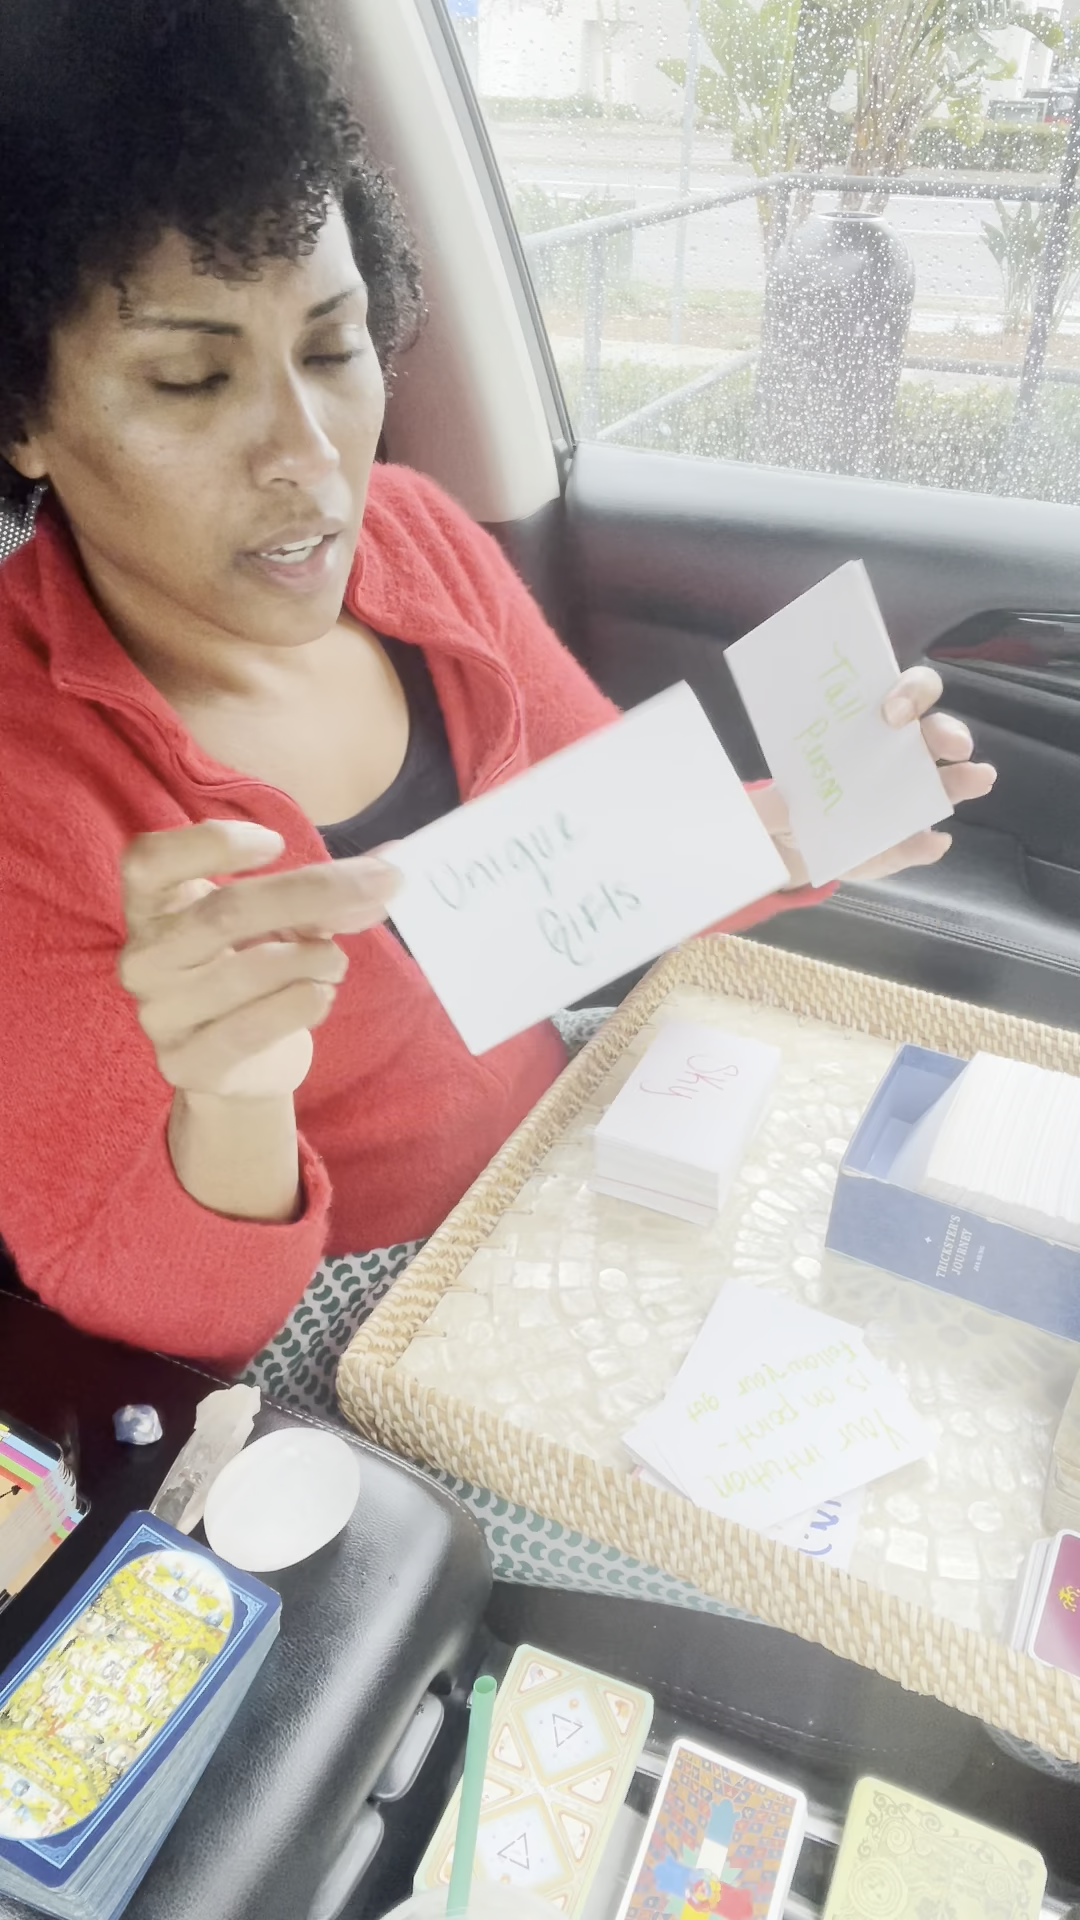 Tall
Person
Unique
Gifts
Sky
TRICKSTER'S
JOURNEY
Your intuition
is on point -
follow your gut